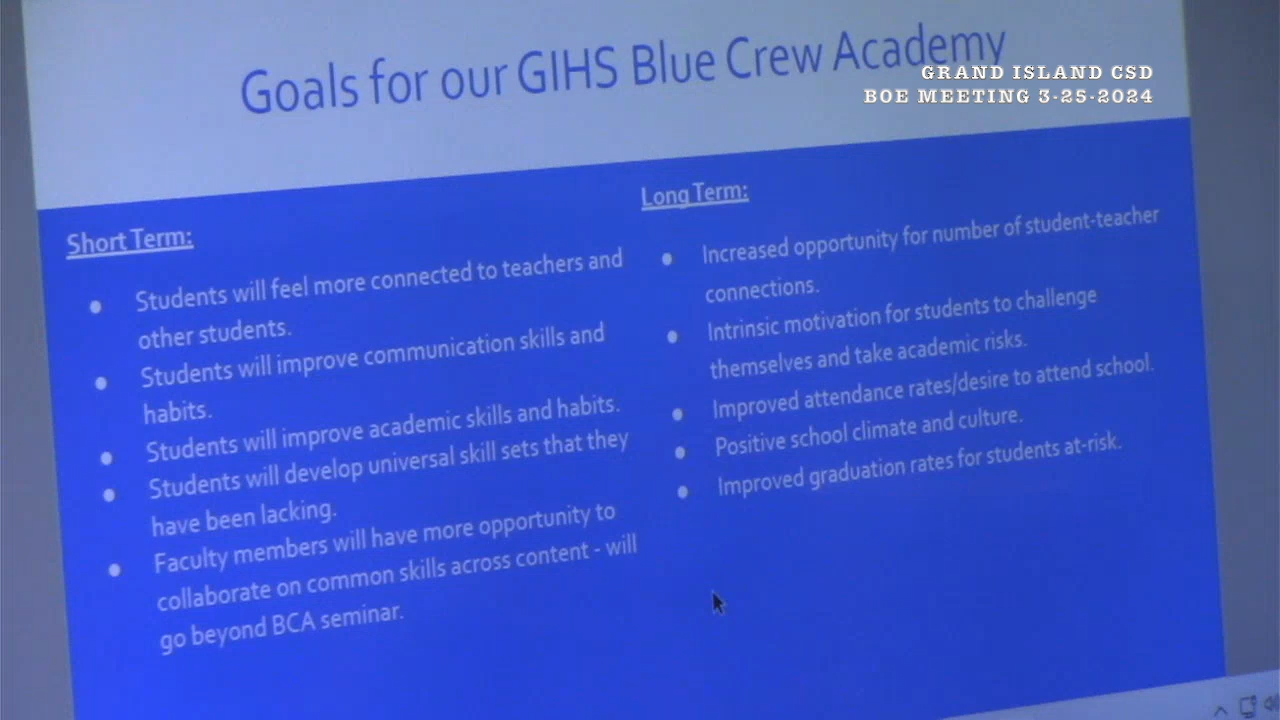 Goals for our GIHS Blue Crew Academy
GRAND ISLAND CSD
BOE MEETING 3-25-2024
Short Term:
● Students will feel more connected to teachers and
other students.
● Students will improve communication skills and
habits.
● Students will improve academic skills and habits.
● Students will develop universal skill sets that they
have been lacking.
● Faculty members will have more opportunity to
collaborate on common skills across content - will
go beyond BCA seminar.
Long Term:
● Increased opportunity for number of student-teacher
connections.
● Intrinsic motivation for students to challenge
themselves and take academic risks.
● Improved attendance rates/desire to attend school.
● Positive school climate and culture.
● Improved graduation rates for students at-risk.